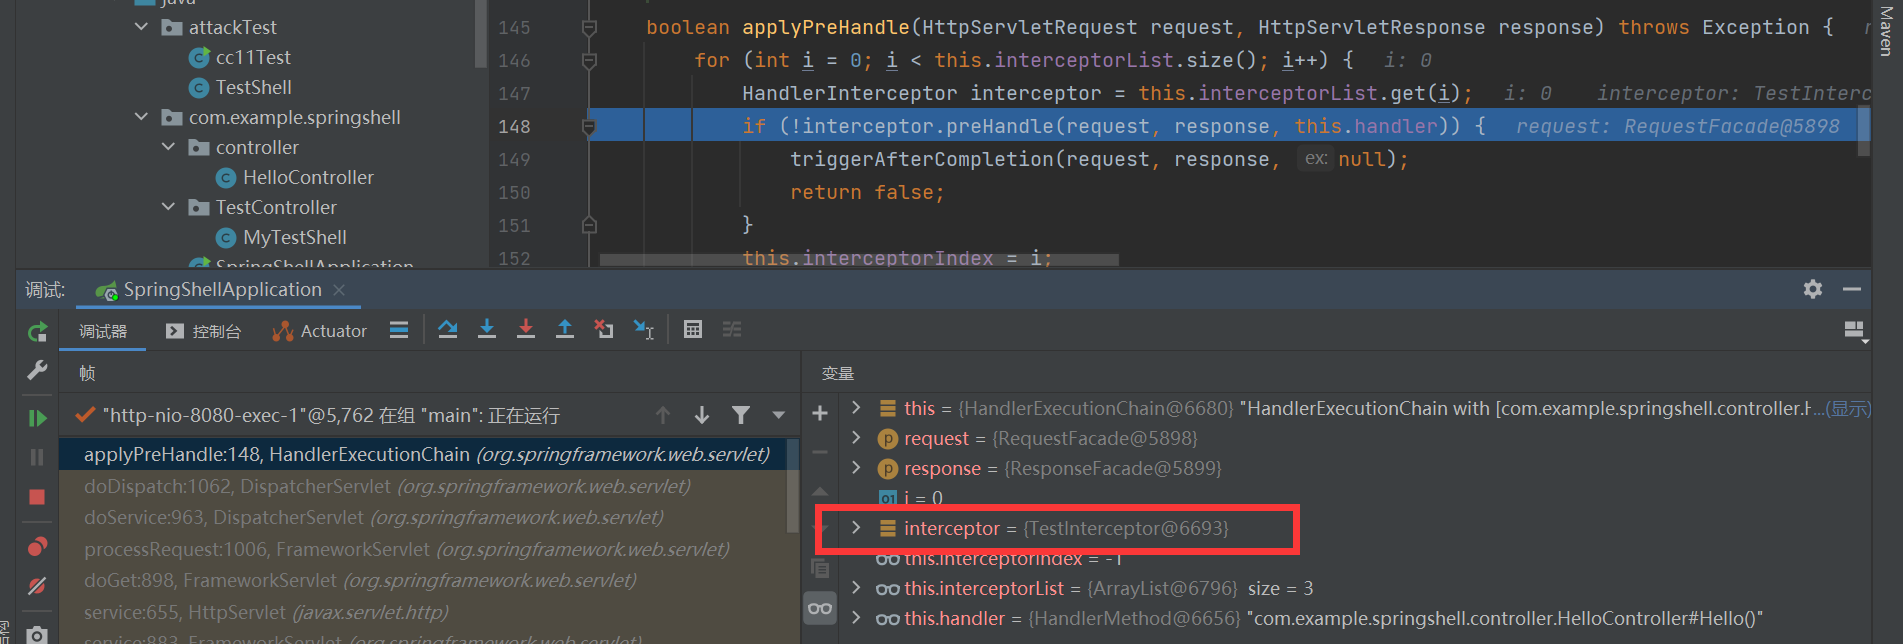 java
attackTest
cc11Test
TestShell
com.example.springshell
controller
HelloController
TestController
MyTestShell
SpringShellApplication
145 boolean applyPreHandle(HttpServletRequest request, HttpServletResponse response) throws Exception {
146 for (int i = 0; i < this.interceptorList.size(); i++) { i: 0
147 HandlerInterceptor interceptor = this.interceptorList.get(i); i: 0 interceptor: TestInterc
148 if (!interceptor.preHandle(request, response, this.handler)) { request: RequestFacade@5898
149 triggerAfterCompletion(request, response, ex: null);
150 return false;
151 }
152 this.interceptorIndex = i;
Maven
调试: SpringShellApplication
调试器 控制台 Actuator
帧
"http-nio-8080-exec-1"@5,762 在组 "main": 正在运行
applyPreHandle:148, HandlerExecutionChain (org.springframework.web.servlet)
doDispatch:1062, DispatcherServlet (org.springframework.web.servlet)
doService:963, DispatcherServlet (org.springframework.web.servlet)
processRequest:1006, FrameworkServlet (org.springframework.web.servlet)
doGet:898, FrameworkServlet (org.springframework.web.servlet)
service:655, HttpServlet (javax.servlet.http)
service:883, FrameworkServlet (org.springframework.web.servlet)
变量
this = {HandlerExecutionChain@6680} "HandlerExecutionChain with [com.example.springshell.controller.H...(显示)
p request = {RequestFacade@5898}
p response = {ResponseFacade@5899}
01 i = 0
interceptor = {TestInterceptor@6693}
this.interceptorIndex = -1
this.interceptorList = {ArrayList@6796} size = 3
this.handler = {HandlerMethod@6656} "com.example.springshell.controller.HelloController#Hello()"